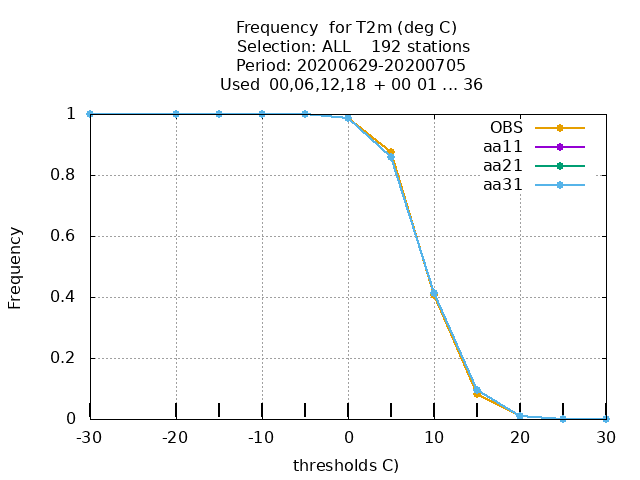 Frequency  for T2m (deg C)
Selection: ALL    192 stations
Period: 20200629-20200705
Used  00,06,12,18  + 00 01 ... 36
OBS
aa11
aa21
aa31
Frequency
1
0.8
0.6
0.4
0.2
0
-30 -20 -10 0 10 20 30
thresholds C)